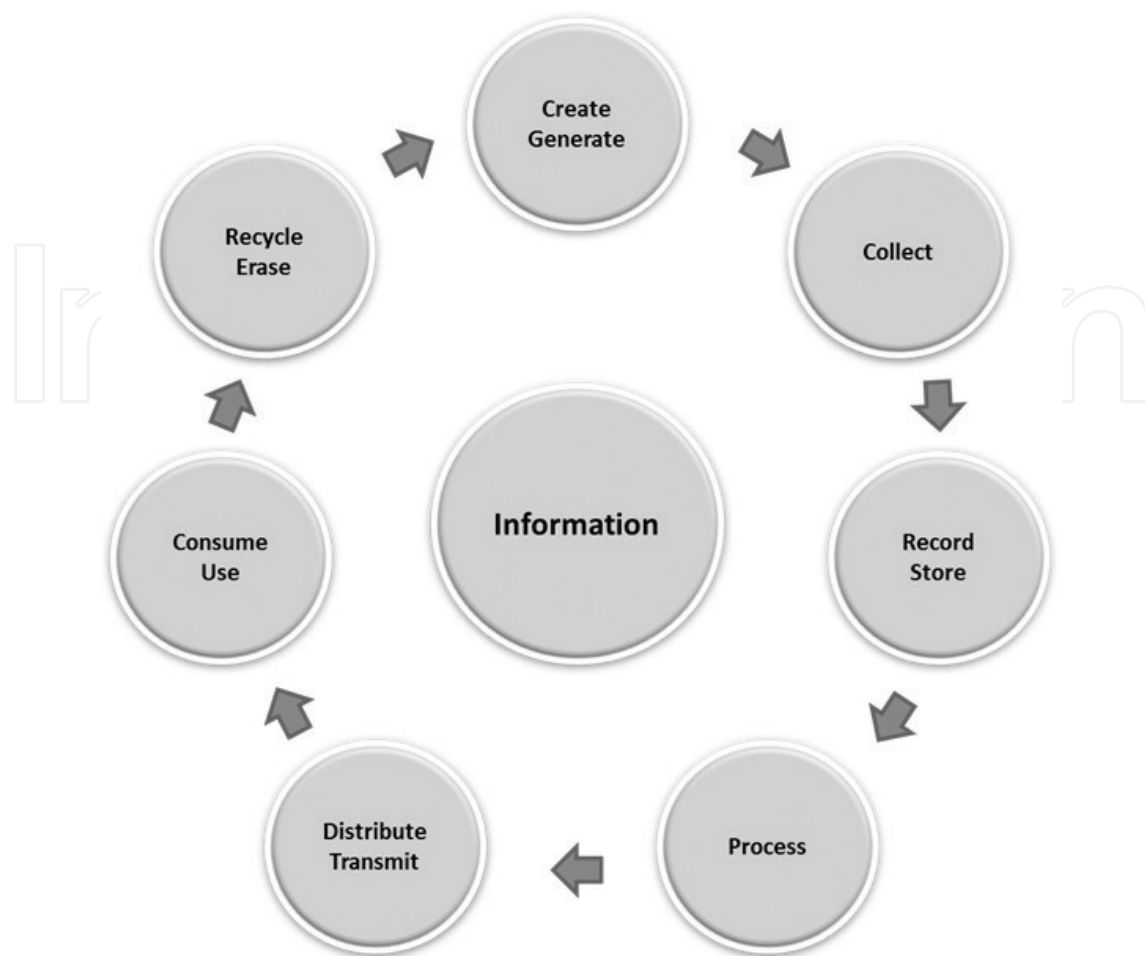 Create
Generate
Collect
Record
Store
Process
Distribute
Transmit
Consume
Use
Recycle
Erase
Information